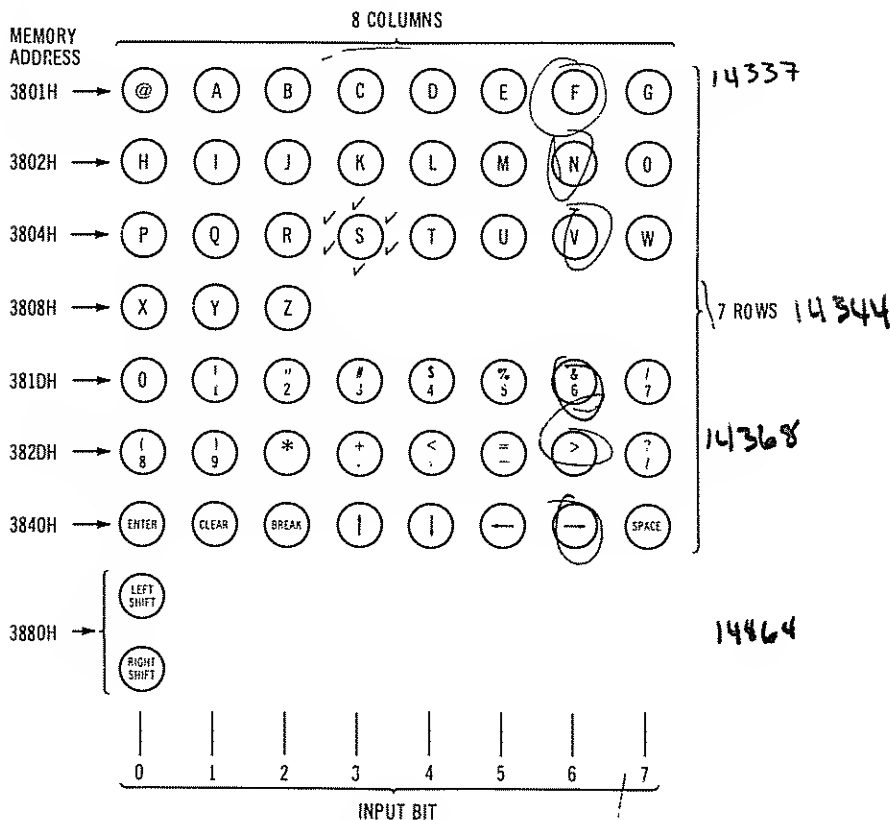 8 COLUMNS
MEMORY
ADDRESS
3801H @ A B C D E F G 14337
3802H H I J K L M N O
3804H P Q R S T U V W
3808H X Y Z 7 ROWS 14344
381DH 0 ! 1 " 2 # 3 $ 4 % 5 & 6 / 7
382DH ( 8 ) 9 * + . < , = — > ? /
3840H ENTER CLEAR BREAK ↑ ↓ ← → SPACE 14368
LEFT
SHIFT
3880H 14464
RIGHT
SHIFT
0 1 2 3 4 5 6 7
INPUT BIT